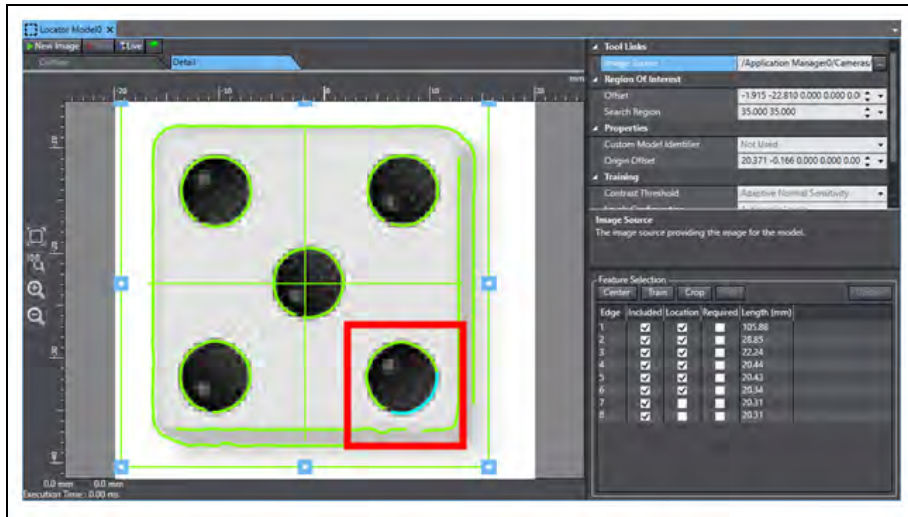 Locator Model0 ×
New Image Live
Outline Detail
mm
-20 -10 0 10 20
-20
-30
-40
0.0 mm 0.0 mm
Execution Time : 0.00 ms
Tool Links
Image Source /Application Manager0/Cameras/ ...
Region Of Interest
Offset -1.915 -22.810 0.000 0.000 0.0
Search Region 35.000 35.000
Properties
Custom Model Identifier Not Used
Origin Offset 20.371 -0.166 0.000 0.000 0.00
Training
Contrast Threshold Adaptive Normal Sensitivity
Image Source
The image source providing the image for the model.
Feature Selection
Center Train Crop
Edge Included Location Required Length (mm)
1 105.88
2 28.85
3 22.24
4 20.44
5 20.43
6 20.34
7 20.31
8 20.31